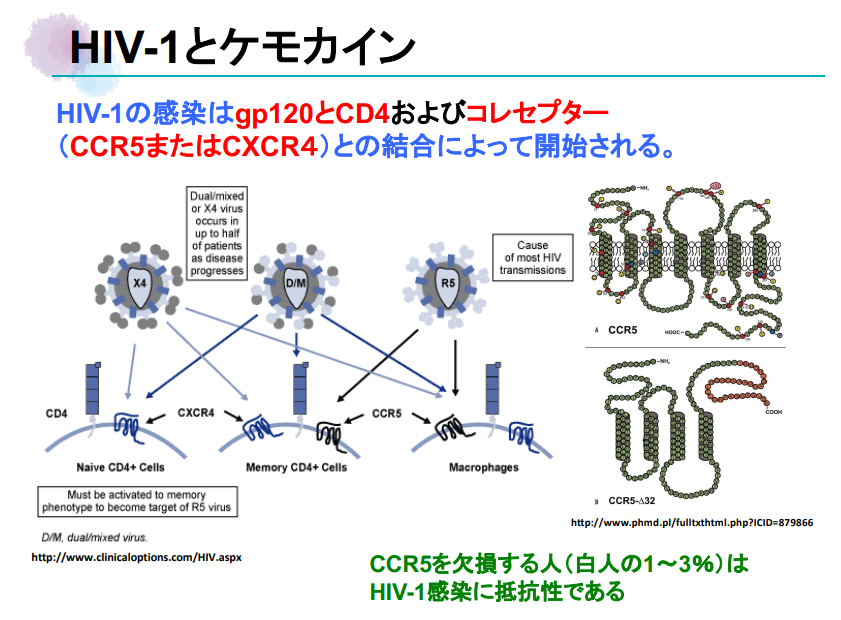 HIV-1とケモカイン
HIV-1の感染はgp120とCD4およびコレセプター
（CCR5またはCXCR4）との結合によって開始される。
Dual/mixed
or X4 virus
occurs in
up to half
of patients
as disease
progresses
Cause
of most HIV
transmissions
X4
D/M
R5
CD4
CXCR4
CCR5
Naive CD4+ Cells
Memory CD4+ Cells
Macrophages
Must be activated to memory
phenotype to become target of R5 virus
D/M, dual/mixed virus.
http://www.clinicaloptions.com/HIV.aspx
NH₂
HOOC
A CCR5
NH₂
COOH
B CCR5-Δ32
http://www.phmd.pl/fulltxthtml.php?ICID=879866
CCR5を欠損する人（白人の1～3%）は
HIV-1感染に抵抗性である